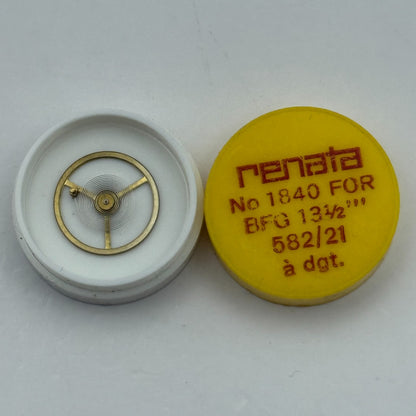 renata
No 1840 FOR
BFG 13½'''
582/21
à dgt.